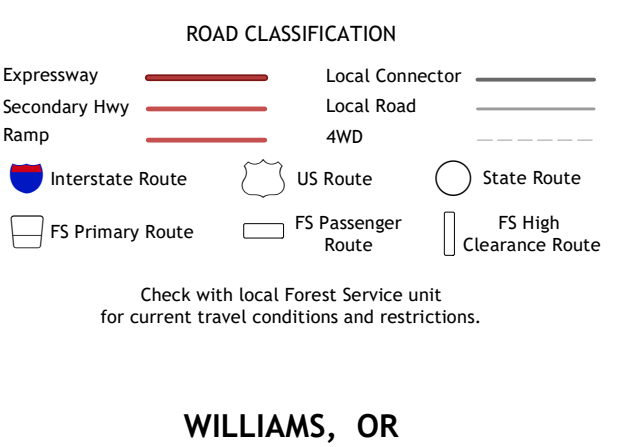 ROAD CLASSIFICATION
Expressway
Local Connector
Secondary Hwy
Local Road
Ramp
4WD
Interstate Route
US Route
State Route
FS Primary Route
FS Passenger
Route
FS High
Clearance Route
Check with local Forest Service unit
for current travel conditions and restrictions.
WILLIAMS, OR